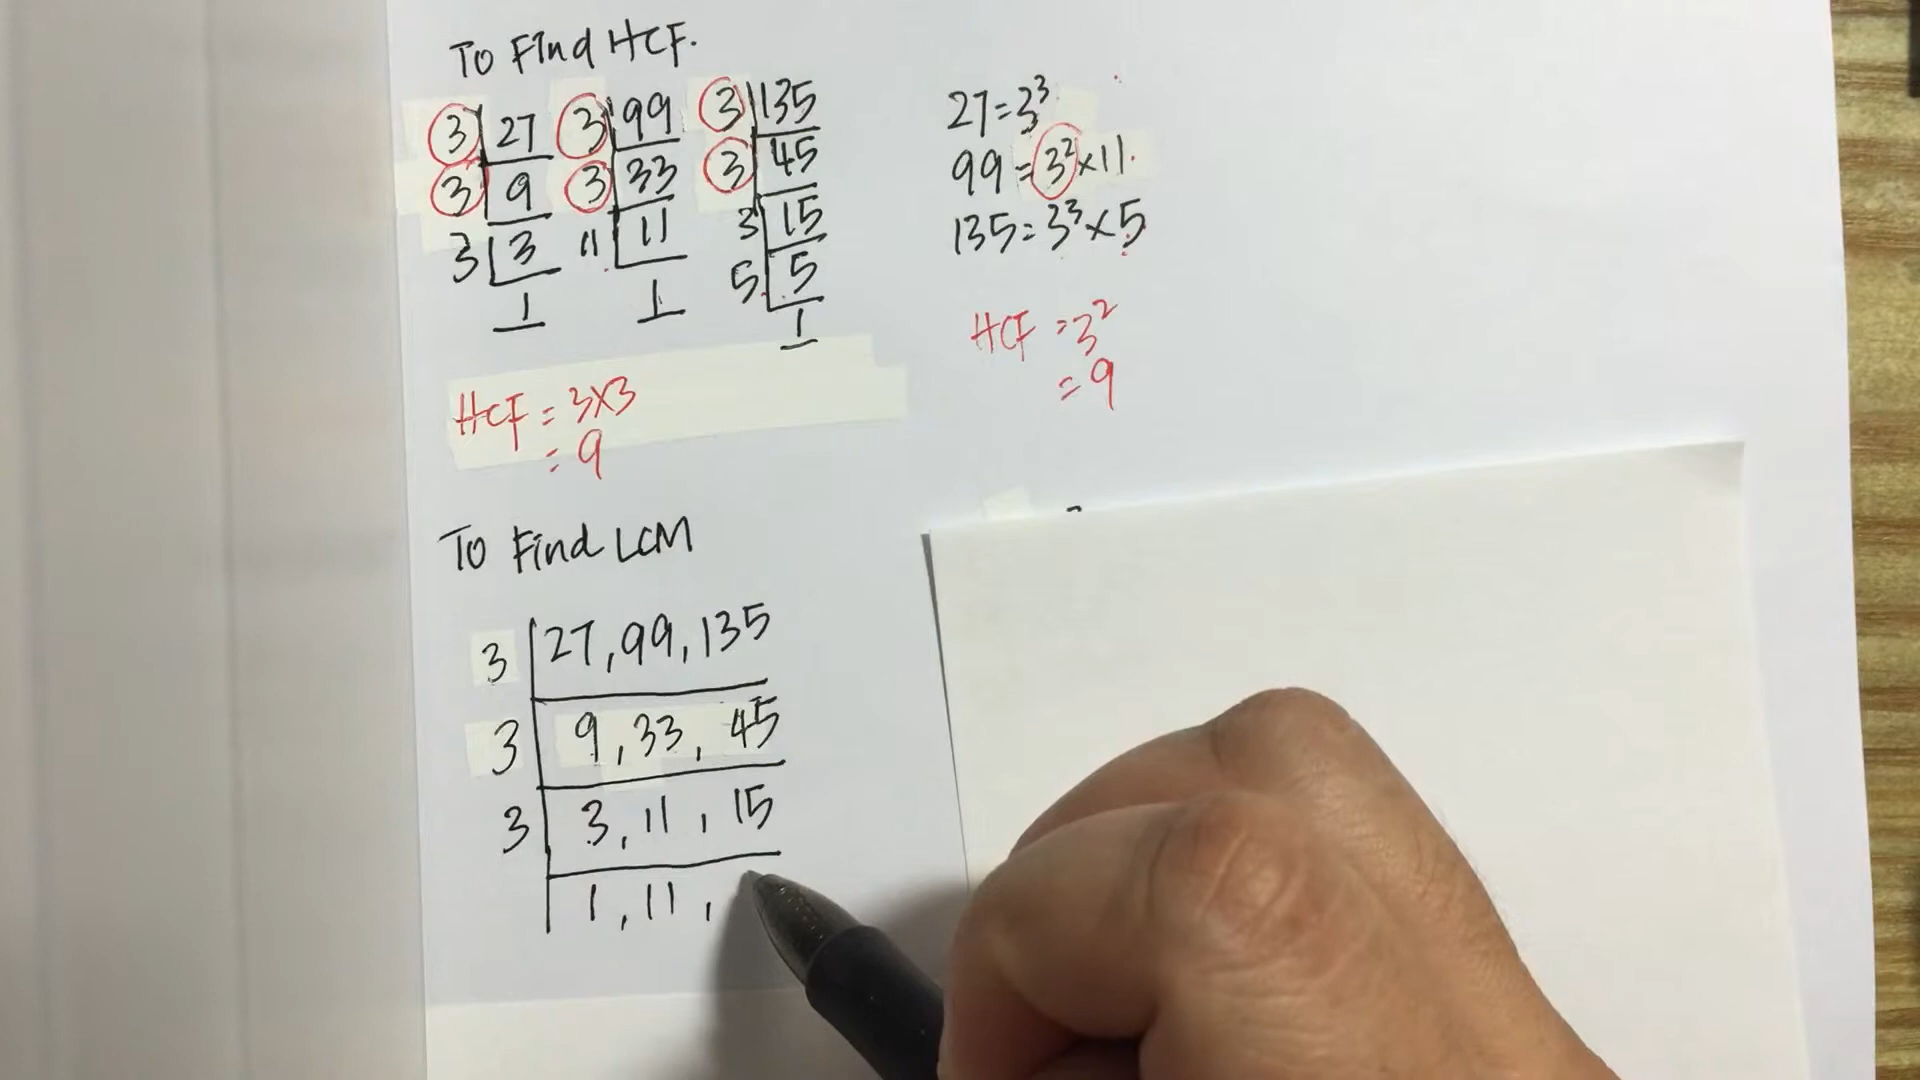 To Find HCF.
3 27 3 99 3 135
3 9 3 33 3 45
3 3 11 11 3 15
1 1 5 5
1
HCF = 3×3
= 9
27 = 3³
99 = 3² × 11
135 = 3³ × 5
HCF = 3²
= 9
To Find LCM
3 27, 99, 135
3 9, 33, 45
3 3, 11, 15
1, 11,